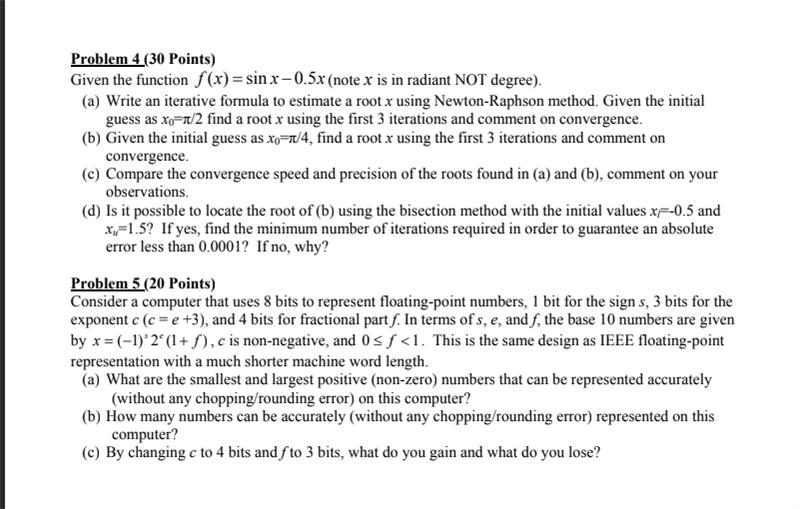 Problem 4 (30 Points)
Given the function f(x) = sin x − 0.5x (note x is in radiant NOT degree).
(a) Write an iterative formula to estimate a root x using Newton-Raphson method. Given the initial
guess as x₀=π/2 find a root x using the first 3 iterations and comment on convergence.
(b) Given the initial guess as x₀=π/4, find a root x using the first 3 iterations and comment on
convergence.
(c) Compare the convergence speed and precision of the roots found in (a) and (b), comment on your
observations.
(d) Is it possible to locate the root of (b) using the bisection method with the initial values xₗ=-0.5 and
xᵤ=1.5? If yes, find the minimum number of iterations required in order to guarantee an absolute
error less than 0.0001? If no, why?
Problem 5 (20 Points)
Consider a computer that uses 8 bits to represent floating-point numbers, 1 bit for the sign s, 3 bits for the
exponent c (c = e +3), and 4 bits for fractional part f. In terms of s, e, and f, the base 10 numbers are given
by x = (−1)ˢ 2ᵉ (1 + f), c is non-negative, and 0 ≤ f < 1. This is the same design as IEEE floating-point
representation with a much shorter machine word length.
(a) What are the smallest and largest positive (non-zero) numbers that can be represented accurately
(without any chopping/rounding error) on this computer?
(b) How many numbers can be accurately (without any chopping/rounding error) represented on this
computer?
(c) By changing c to 4 bits and f to 3 bits, what do you gain and what do you lose?